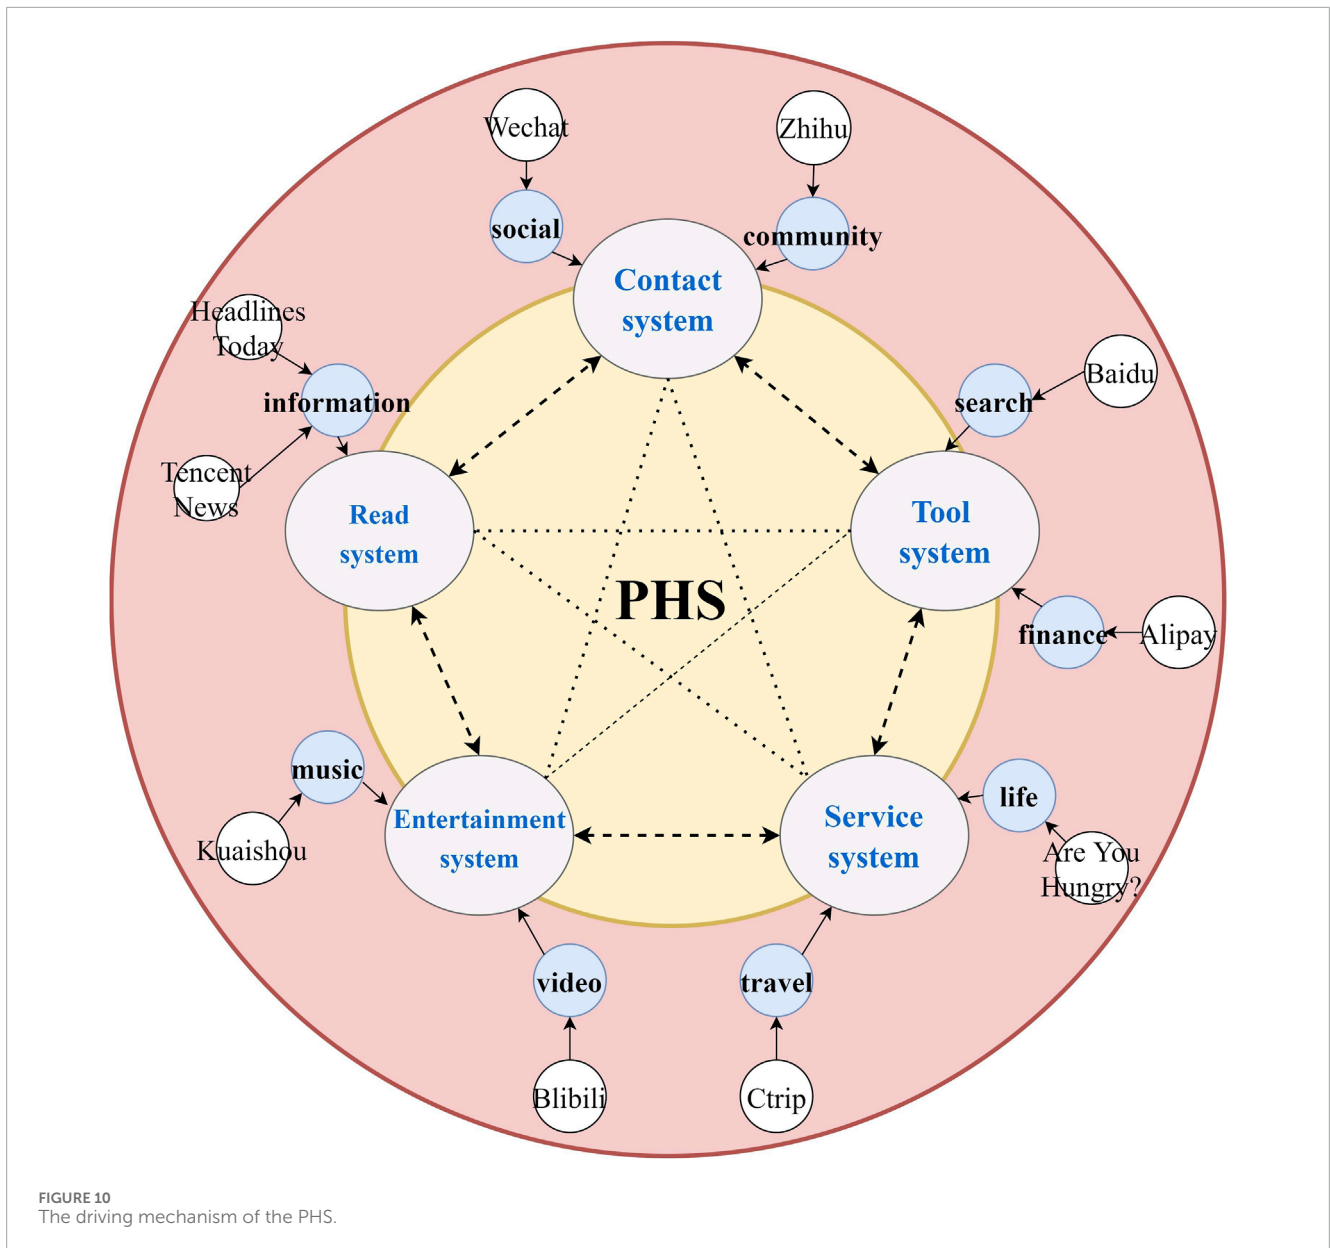 Wechat
Zhihu
social
community
Contact
system
Headlines
Today
information
Baidu
search
Tencent
News
Read
system
Tool
system
PHS
finance
Alipay
music
life
Kuaishou
Entertainment
system
Service
system
Are You
Hungry?
video
travel
Blibili
Ctrip
FIGURE 10
The driving mechanism of the PHS.